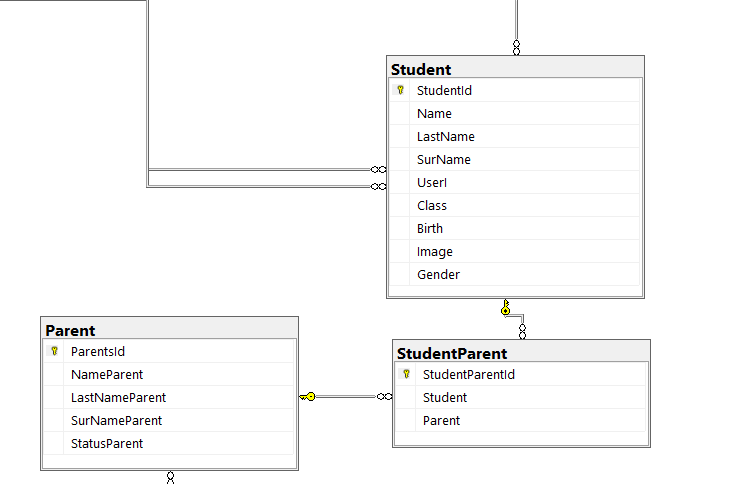 Student
StudentId
Name
LastName
SurName
UserI
Class
Birth
Image
Gender
Parent
ParentsId
NameParent
LastNameParent
SurNameParent
StatusParent
StudentParent
StudentParentId
Student
Parent